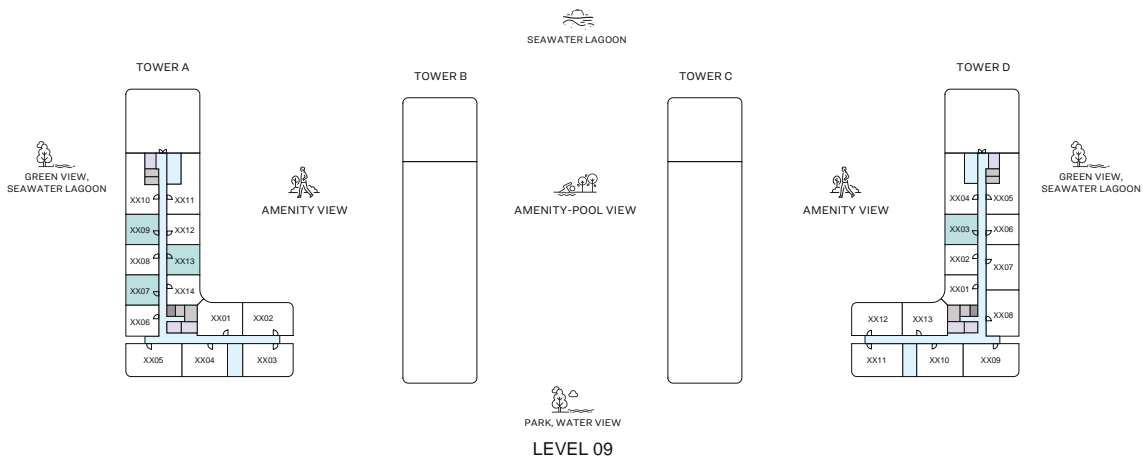 SEAWATER LAGOON
TOWER A
TOWER B
TOWER C
TOWER D
GREEN VIEW,
SEAWATER LAGOON
AMENITY VIEW
AMENITY-POOL VIEW
AMENITY VIEW
GREEN VIEW,
SEAWATER LAGOON
XX10
XX11
XX09
XX12
XX08
XX13
XX07
XX14
XX06
XX01
XX02
XX05
XX04
XX03
XX04
XX05
XX03
XX06
XX02
XX07
XX01
XX08
XX12
XX13
XX11
XX10
XX09
PARK, WATER VIEW
LEVEL 09